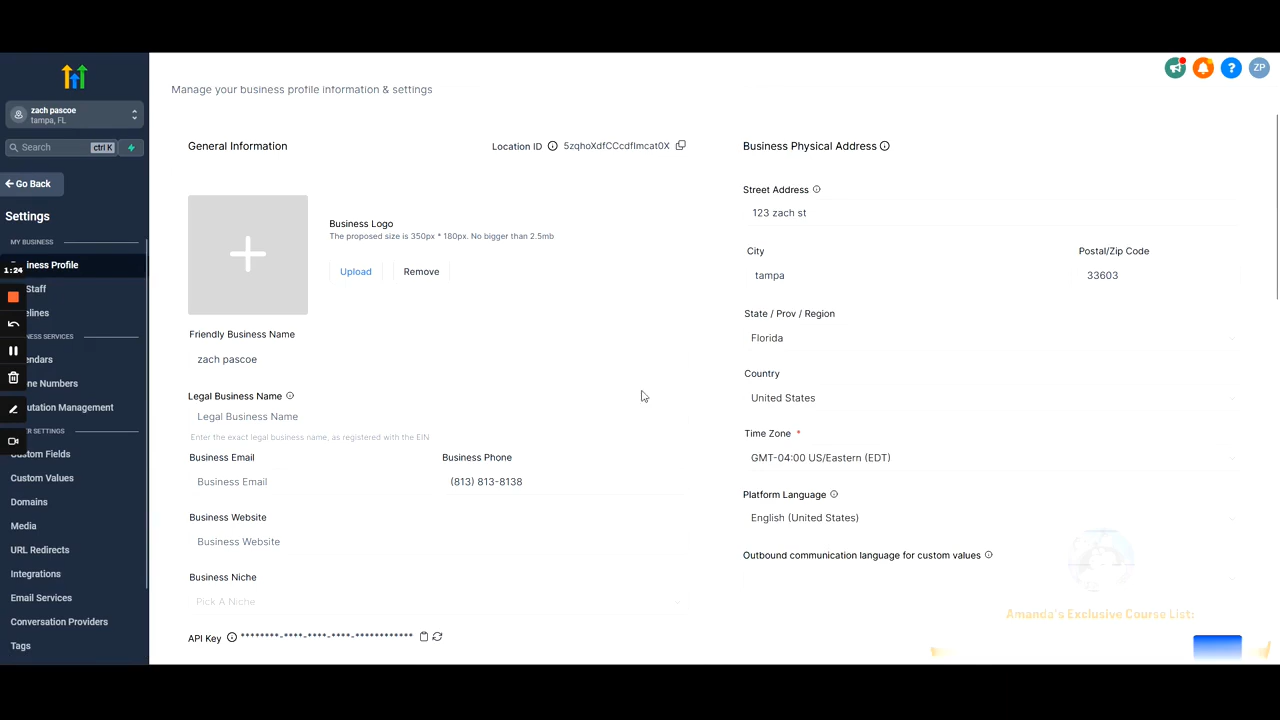 zach pascoe
tampa, FL
Search
ctrl K
Go Back
Settings
MY BUSINESS
1:24
iness Profile
Staff
elines
NESS SERVICES
endars
ne Numbers
utation Management
ER SETTINGS
stom Fields
Custom Values
Domains
Media
URL Redirects
Integrations
Email Services
Conversation Providers
Tags
ZP
Manage your business profile information & settings
General Information
Location ID
5zqhoXdfCCcdfImcat0X
Business Logo
The proposed size is 350px * 180px. No bigger than 2.5mb
Upload
Remove
Friendly Business Name
zach pascoe
Legal Business Name
Legal Business Name
Enter the exact legal business name, as registered with the EIN
Business Email
Business Phone
Business Email
(813) 813-8138
Business Website
Business Website
Business Niche
Pick A Niche
API Key
********-****-****-****-************
Business Physical Address
Street Address
123 zach st
City
Postal/Zip Code
tampa
33603
State / Prov / Region
Florida
Country
United States
Time Zone *
GMT-04:00 US/Eastern (EDT)
Platform Language
English (United States)
Outbound communication language for custom values
Amanda's Exclusive Course List: